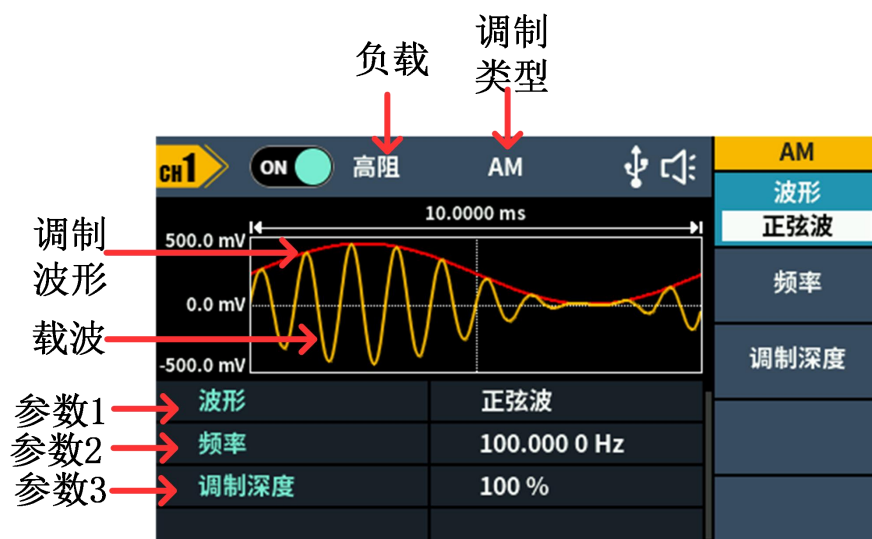 调制
类型
负载
CH1
ON
高阻
AM
AM
波形
正弦波
频率
调制深度
10.0000 ms
500.0 mV
0.0 mV
-500.0 mV
调制
波形
载波
参数1
波形
正弦波
参数2
频率
100.000 0 Hz
参数3
调制深度
100 %